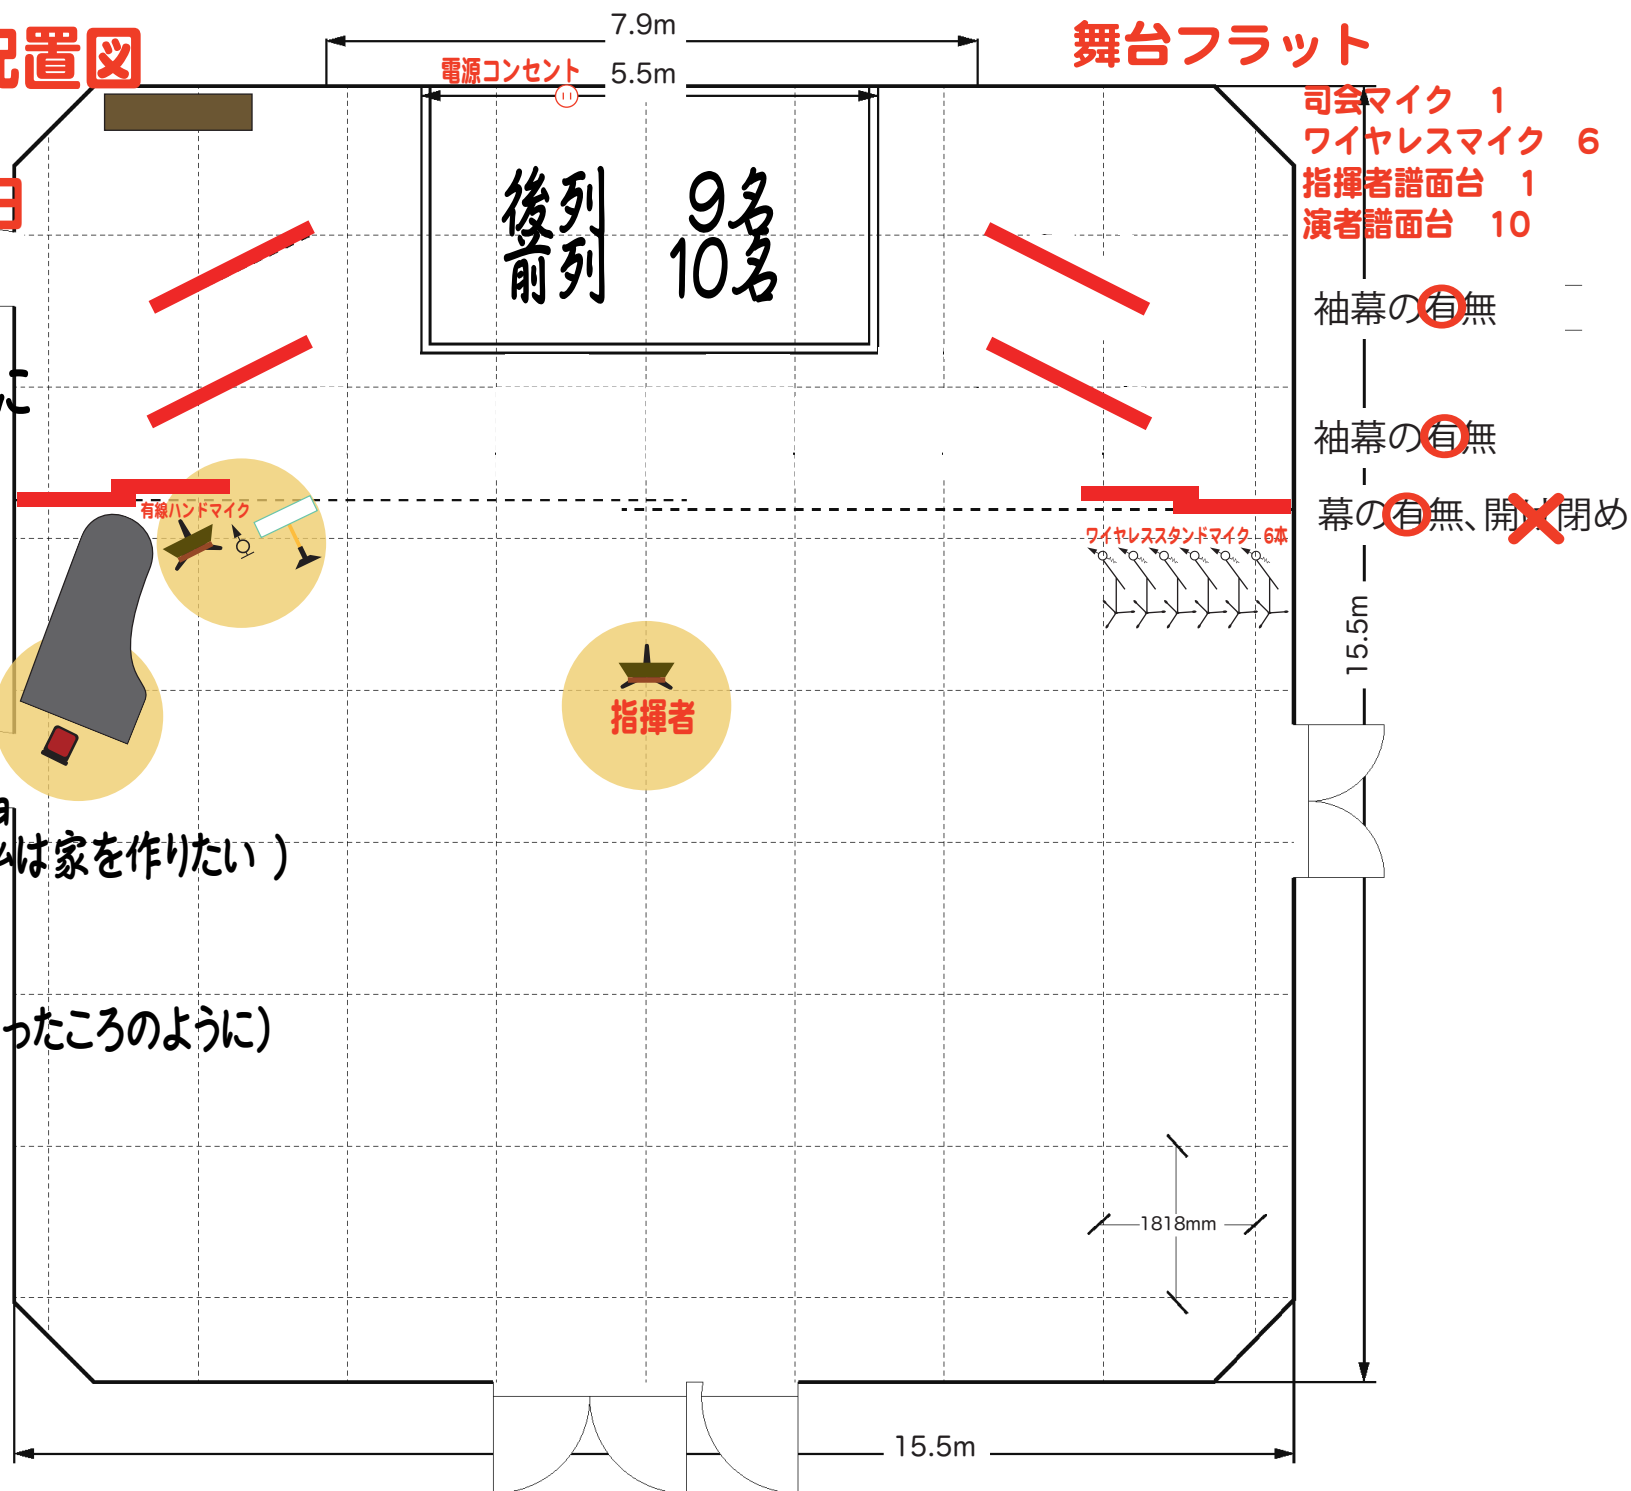 配置図
7.9m
舞台フラット
電源コンセント
5.5m
司会マイク　1
ワイヤレスマイク　6
指揮者譜面台　1
演者譜面台　10
後列　9名
前列　10名
袖幕の有無
に
袖幕の有無
有線ハンドマイク
幕の有無、開け閉め
ワイヤレススタンドマイク　6本
15.5m
指揮者
私は家を作りたい )
ったころのように)
1818mm
15.5m